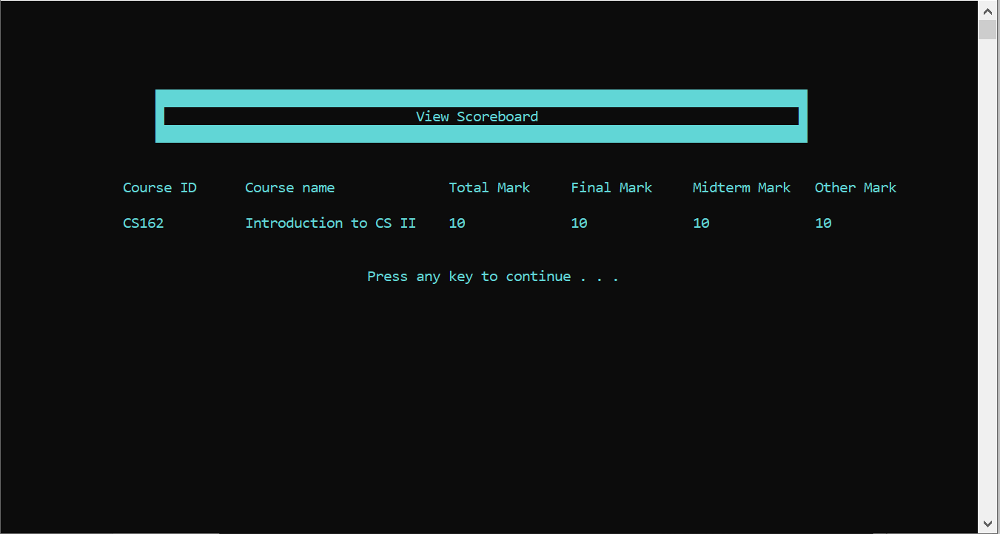 View Scoreboard
Course ID Course name Total Mark Final Mark Midterm Mark Other Mark
CS162 Introduction to CS II 10 10 10 10
Press any key to continue . . .